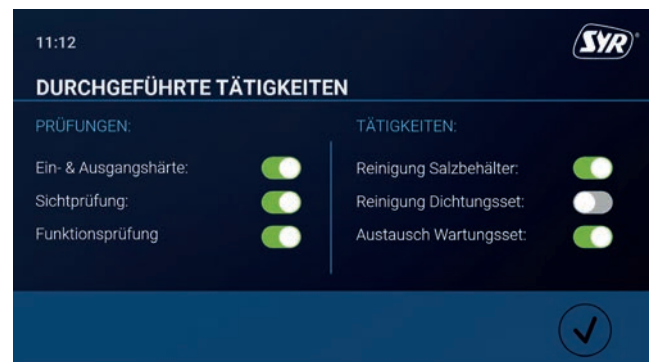 11:12
SYR
DURCHGEFÜHRTE TÄTIGKEITEN
PRÜFUNGEN:
Ein- & Ausgangshärte:
Sichtprüfung:
Funktionsprüfung
TÄTIGKEITEN:
Reinigung Salzbehälter:
Reinigung Dichtungsset:
Austausch Wartungsset: